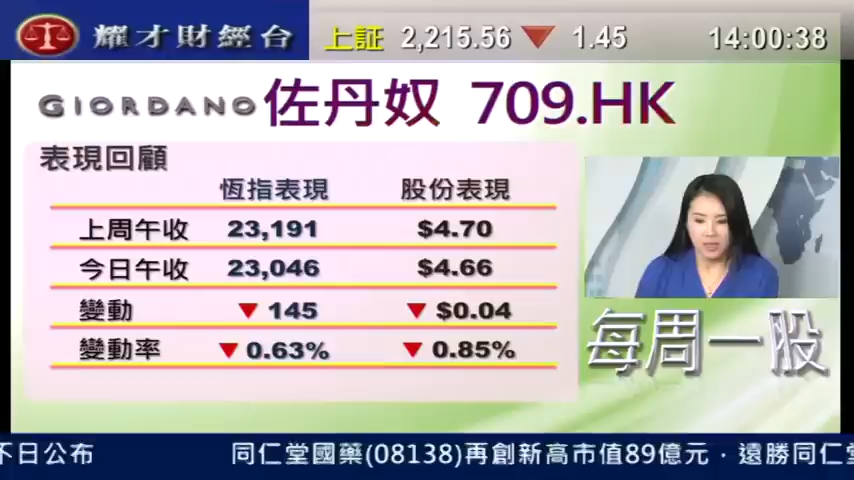 耀才財經台
上証 2,215.56 ▼ 1.45 14:00:38
GIORDANO 佐丹奴 709.HK
表現回顧
恆指表現 股份表現
上周午收 23,191 $4.70
今日午收 23,046 $4.66
變動 ▼ 145 ▼ $0.04
變動率 ▼ 0.63% ▼ 0.85%
每周一股
不日公布 同仁堂國藥(08138)再創新高市值89億元，遠勝同仁堂